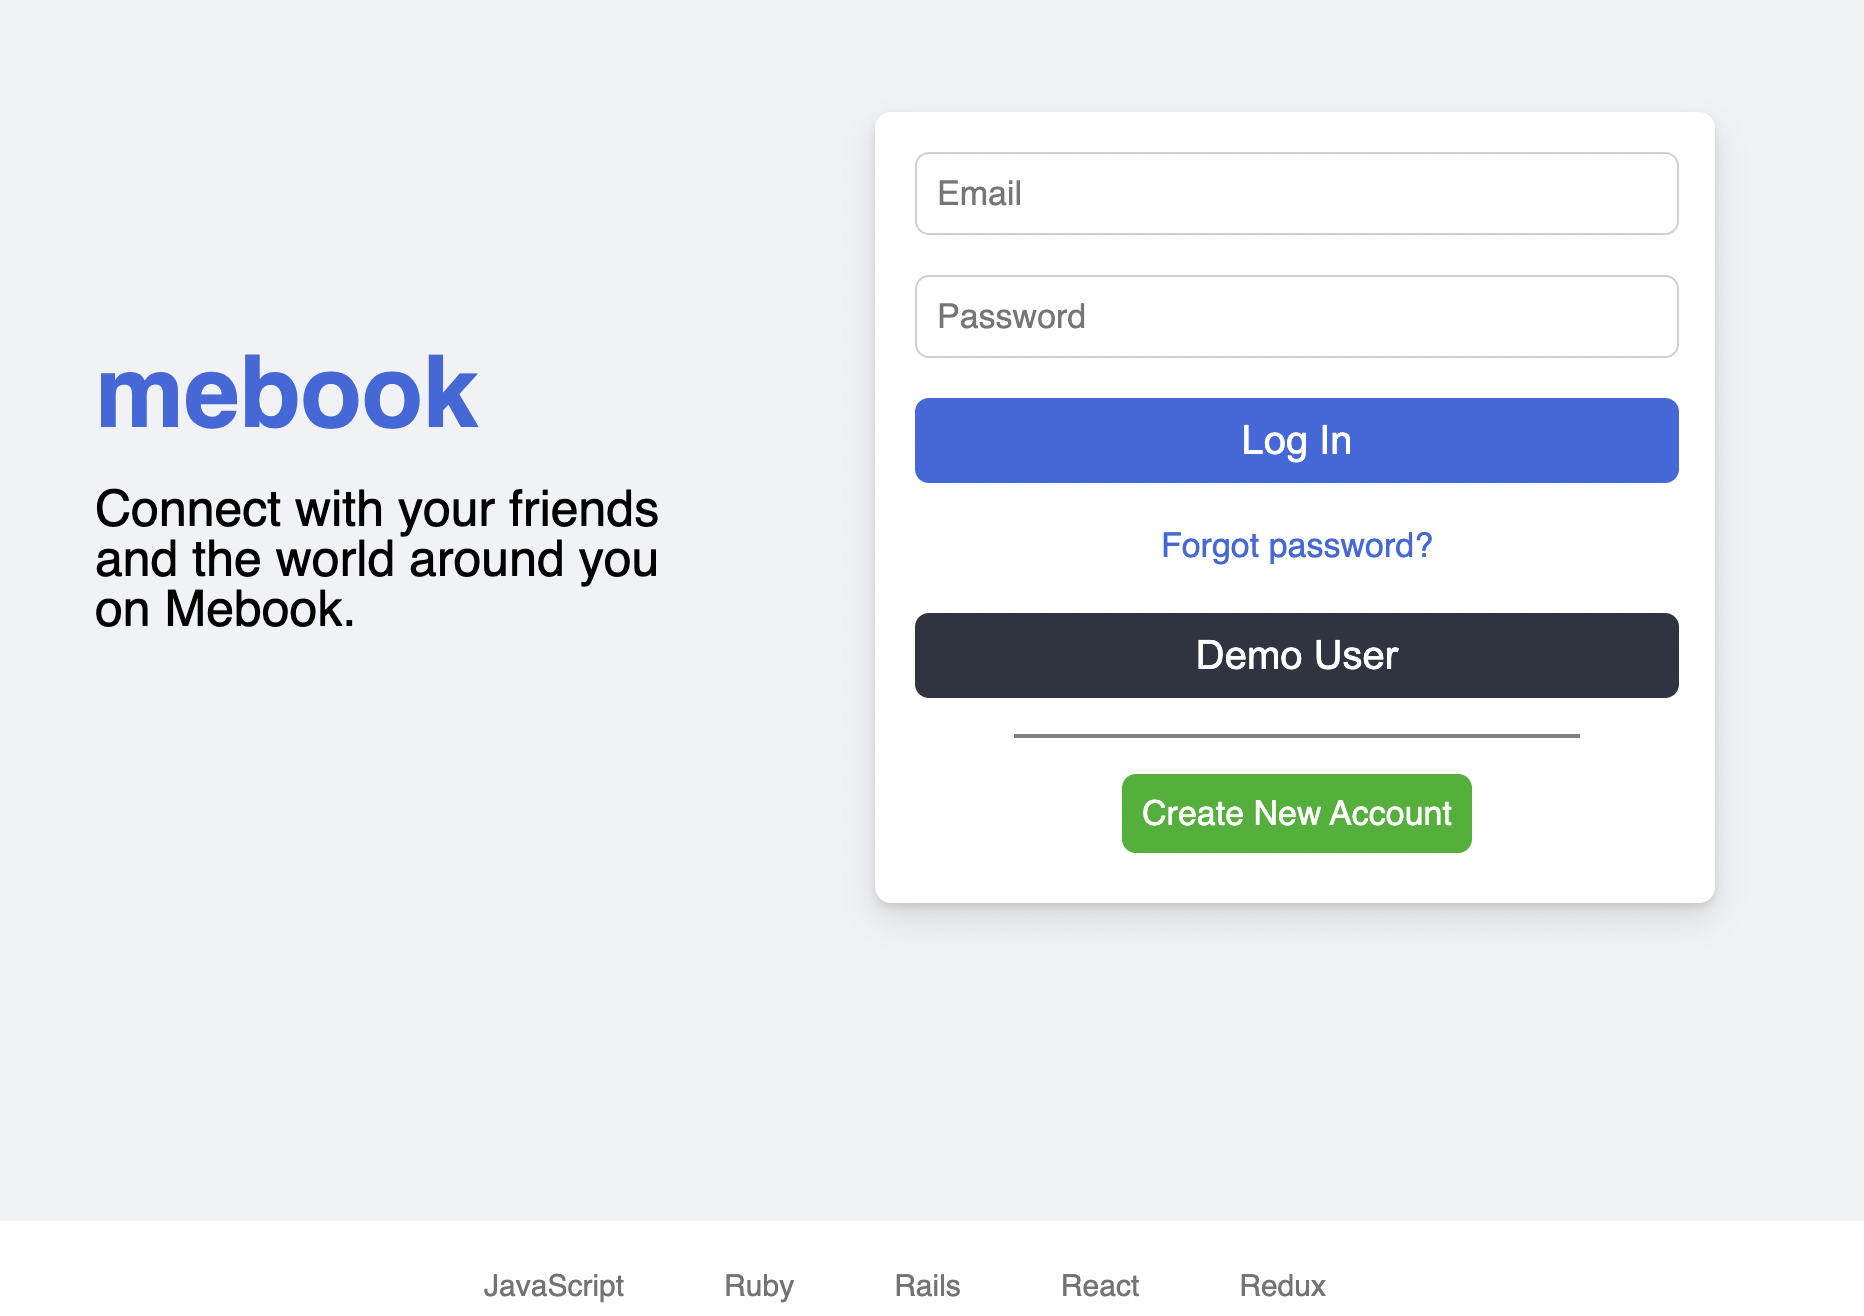 mebook
Connect with your friends
and the world around you
on Mebook.
Email
Password
Log In
Forgot password?
Demo User
Create New Account
JavaScript Ruby Rails React Redux